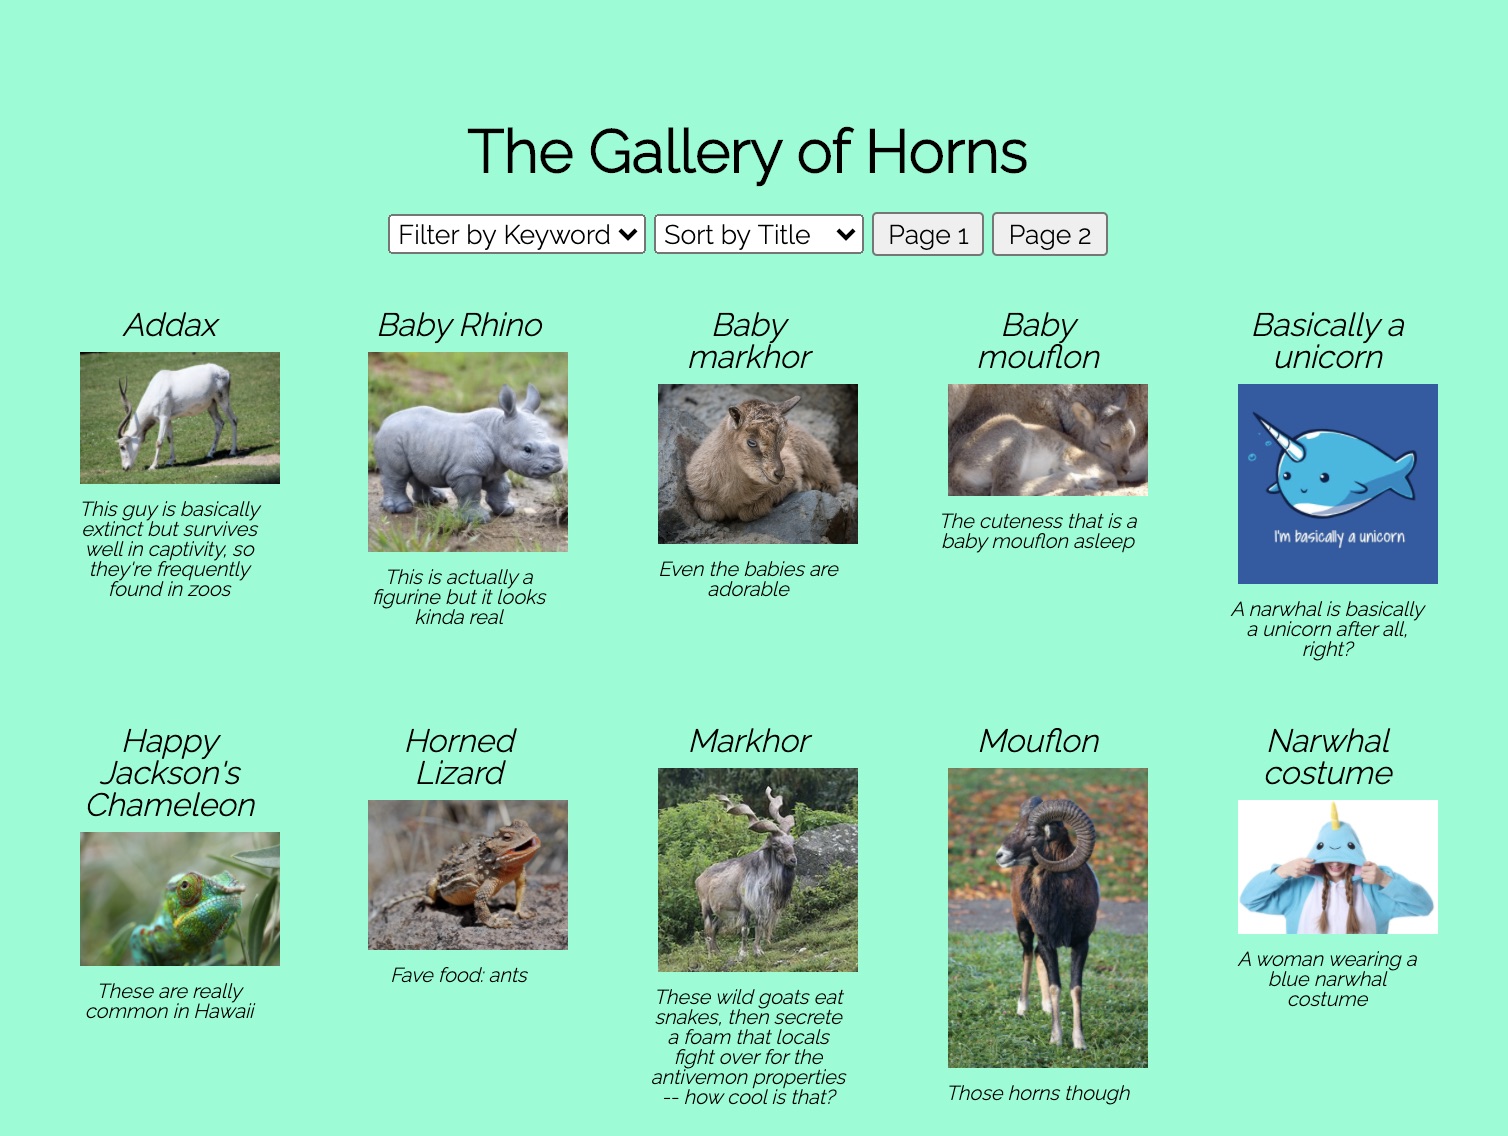 The Gallery of Horns
Filter by Keyword
Sort by Title
Page 1
Page 2
Addax
This guy is basically
extinct but survives
well in captivity, so
they're frequently
found in zoos
Baby Rhino
This is actually a
figurine but it looks
kinda real
Baby
markhor
Even the babies are
adorable
Baby
mouflon
The cuteness that is a
baby mouflon asleep
Basically a
unicorn
I'm basically a unicorn
A narwhal is basically
a unicorn after all,
right?
Happy
Jackson's
Chameleon
These are really
common in Hawaii
Horned
Lizard
Fave food: ants
Markhor
These wild goats eat
snakes, then secrete
a foam that locals
fight over for the
antivemon properties
-- how cool is that?
Mouflon
Those horns though
Narwhal
costume
A woman wearing a
blue narwhal
costume